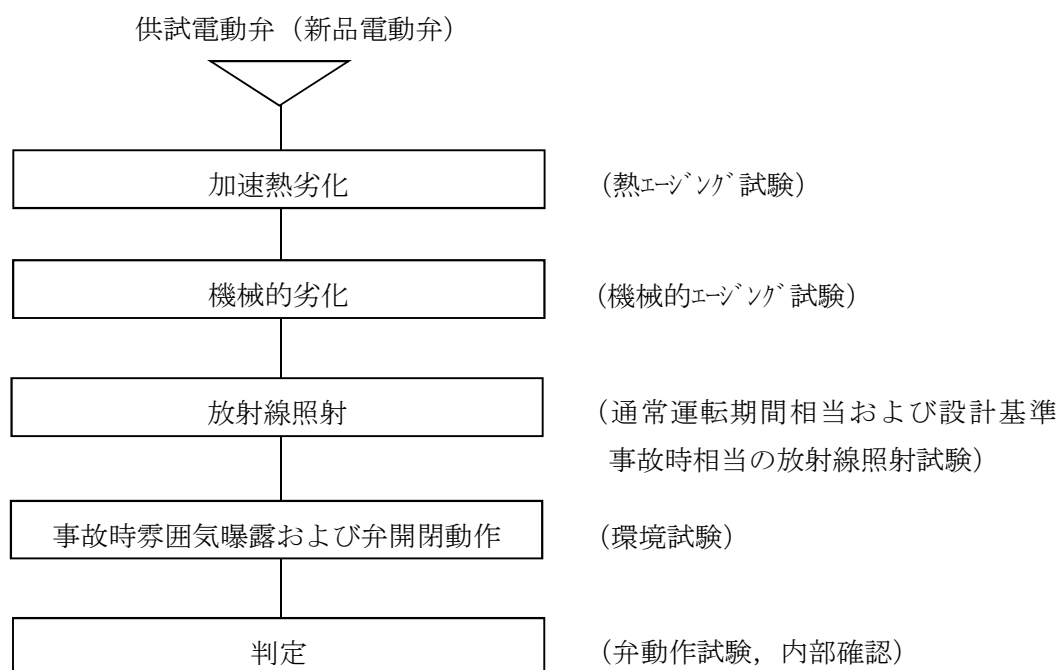 供試電動弁（新品電動弁）
加速熱劣化
（熱ｴｰｼﾞﾝｸﾞ試験）
機械的劣化
（機械的ｴｰｼﾞﾝｸﾞ試験）
放射線照射
（通常運転期間相当および設計基準
事故時相当の放射線照射試験）
事故時雰囲気曝露および弁開閉動作
（環境試験）
判定
（弁動作試験，内部確認）